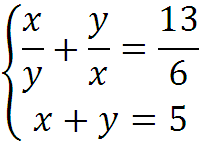 x/y + y/x = 13/6
x + y = 5